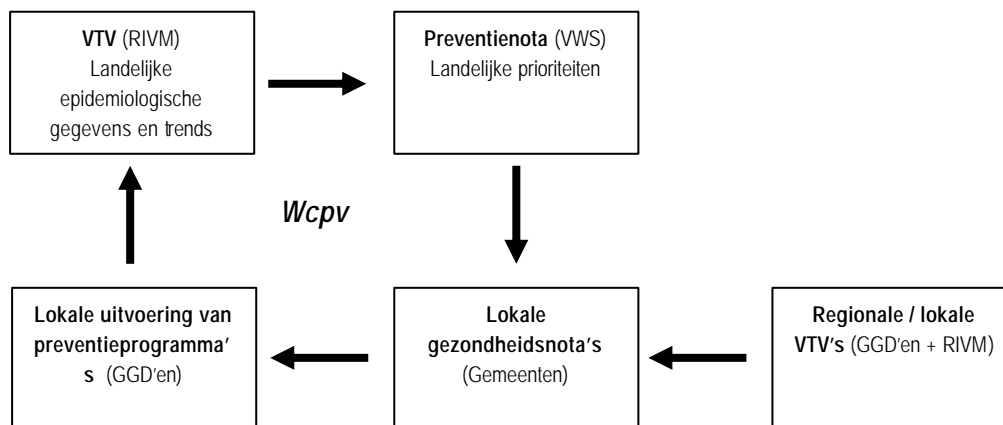 VTV (RIVM)
Landelijke
epidemiologische
gegevens en trends
Preventienota (VWS)
Landelijke prioriteiten
Wcpv
Lokale uitvoering van
preventieprogramma'
s (GGD'en)
Lokale
gezondheidsnota's
(Gemeenten)
Regionale / lokale
VTV's (GGD'en + RIVM)